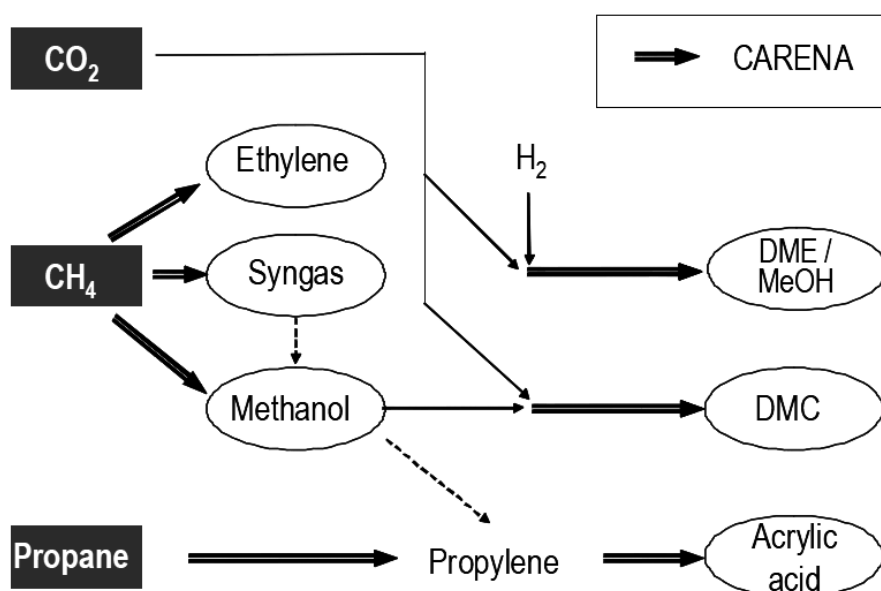 CO₂
CARENA
Ethylene
H₂
CH₄
Syngas
DME /
MeOH
Methanol
DMC
Propane
Propylene
Acrylic
acid